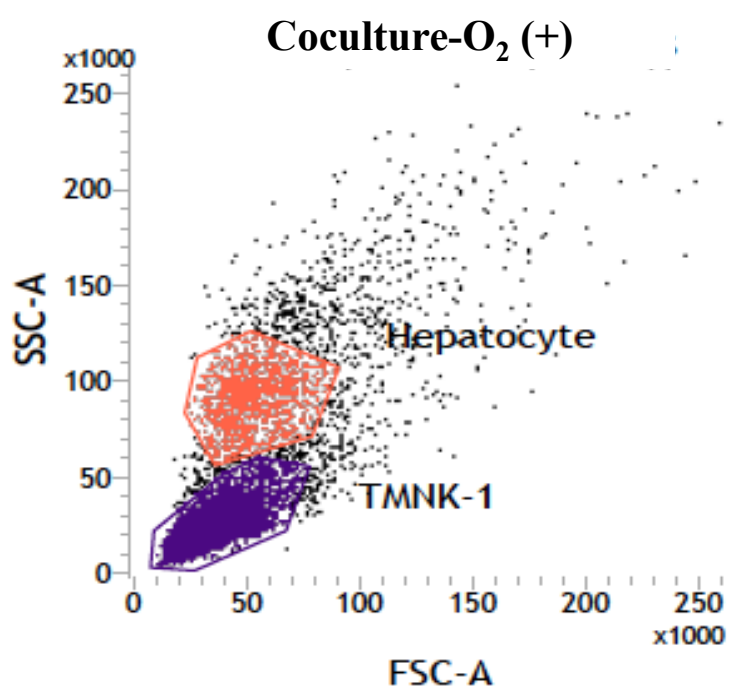 Coculture-O₂ (+)
x1000
250
200
150
100
50
0
SSC-A
Hepatocyte
TMNK-1
0 50 100 150 200 250
x1000
FSC-A